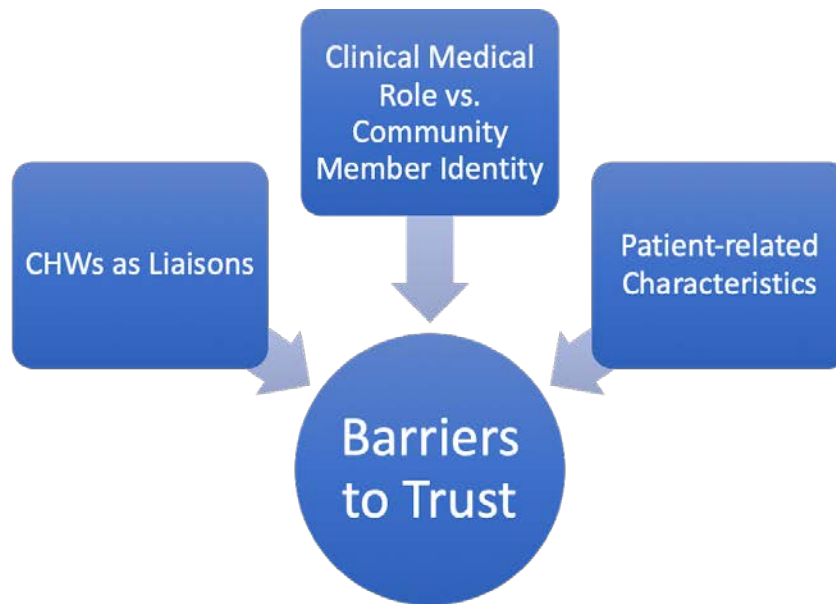 Clinical Medical
Role vs.
Community
Member Identity
CHWs as Liaisons
Patient-related
Characteristics
Barriers
to Trust